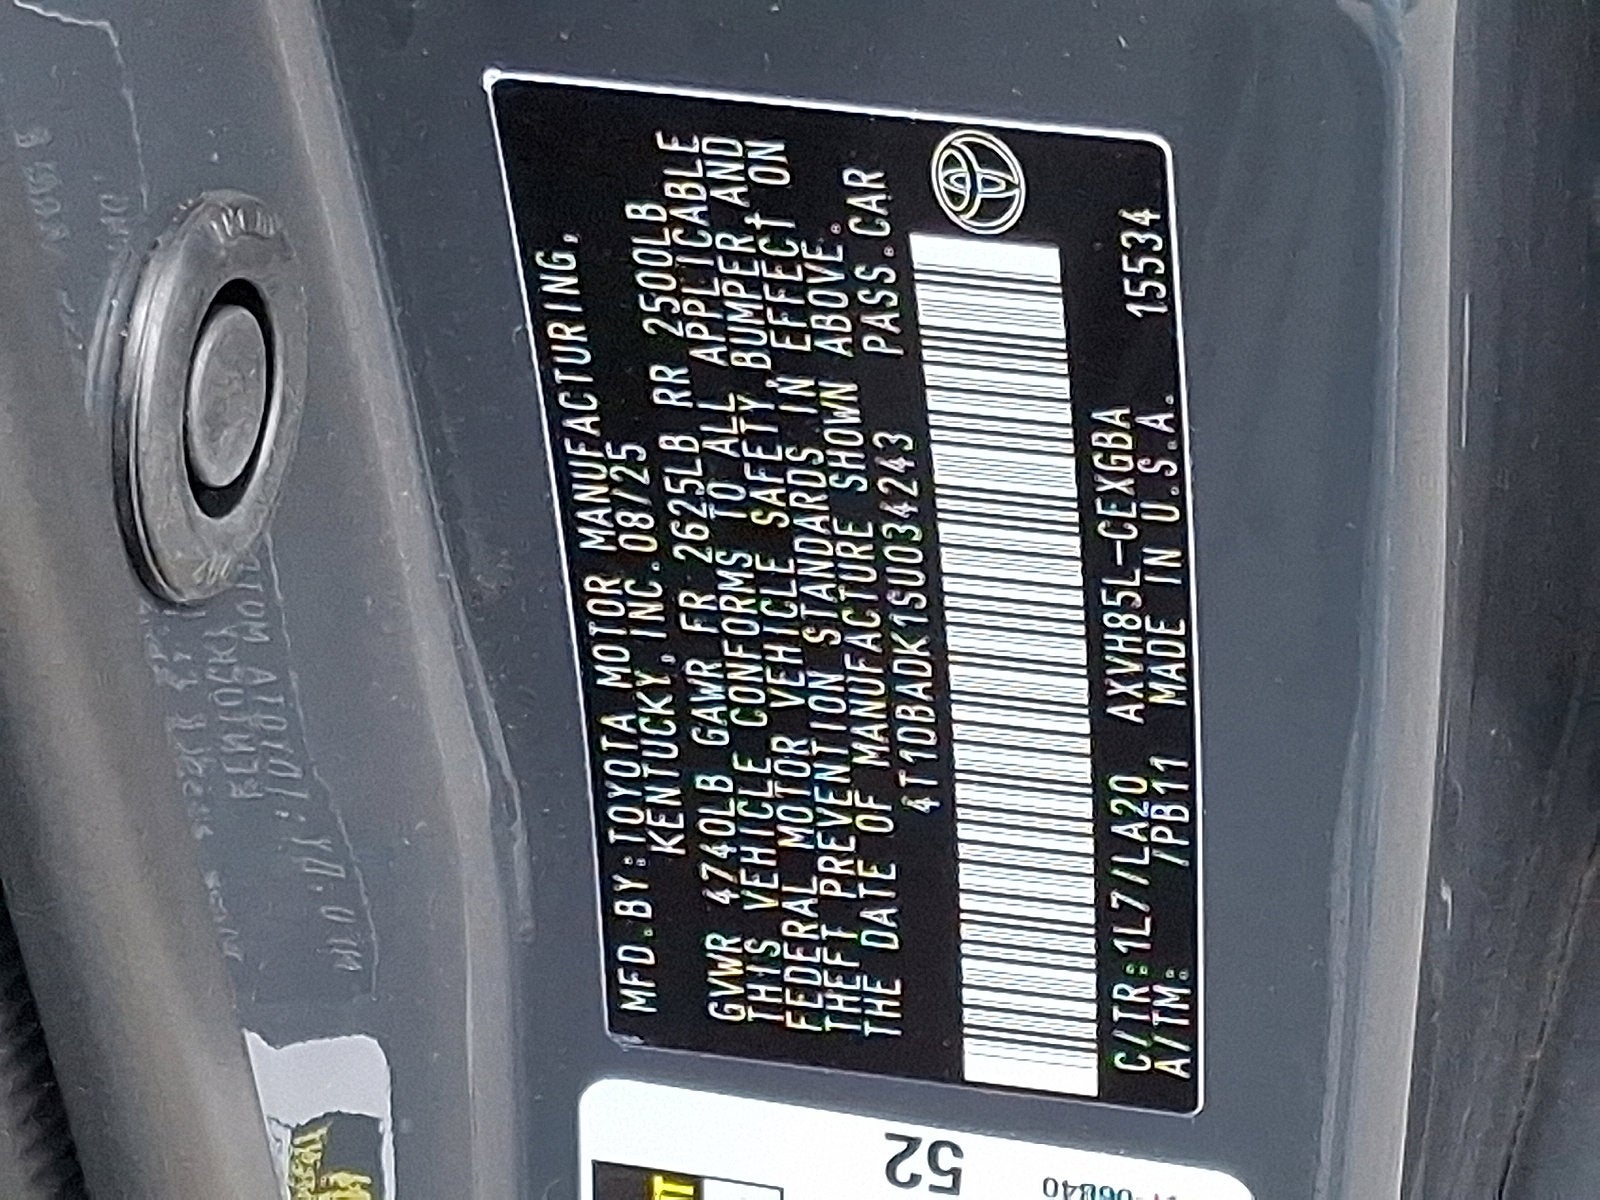 MFD.BY:TOYOTA MOTOR MANUFACTURING,
KENTUCKY,INC.08/25
GVWR 4740LB GAWR FR 2625LB RR 2500LB
THIS VEHICLE CONFORMS TO ALL APPLICABLE
FEDERAL MOTOR VEHICLE SAFETY,BUMPER,AND
THEFT PREVENTION STANDARDS IN EFFECT ON
THE DATE OF MANUFACTURE SHOWN ABOVE.
4T1DBADK1SU034243 PASS.CAR
C/TR:1L7/LA20 AXVH85L-CEXGBA 15534
A/TM: /PB11 MADE IN U.S.A.
52